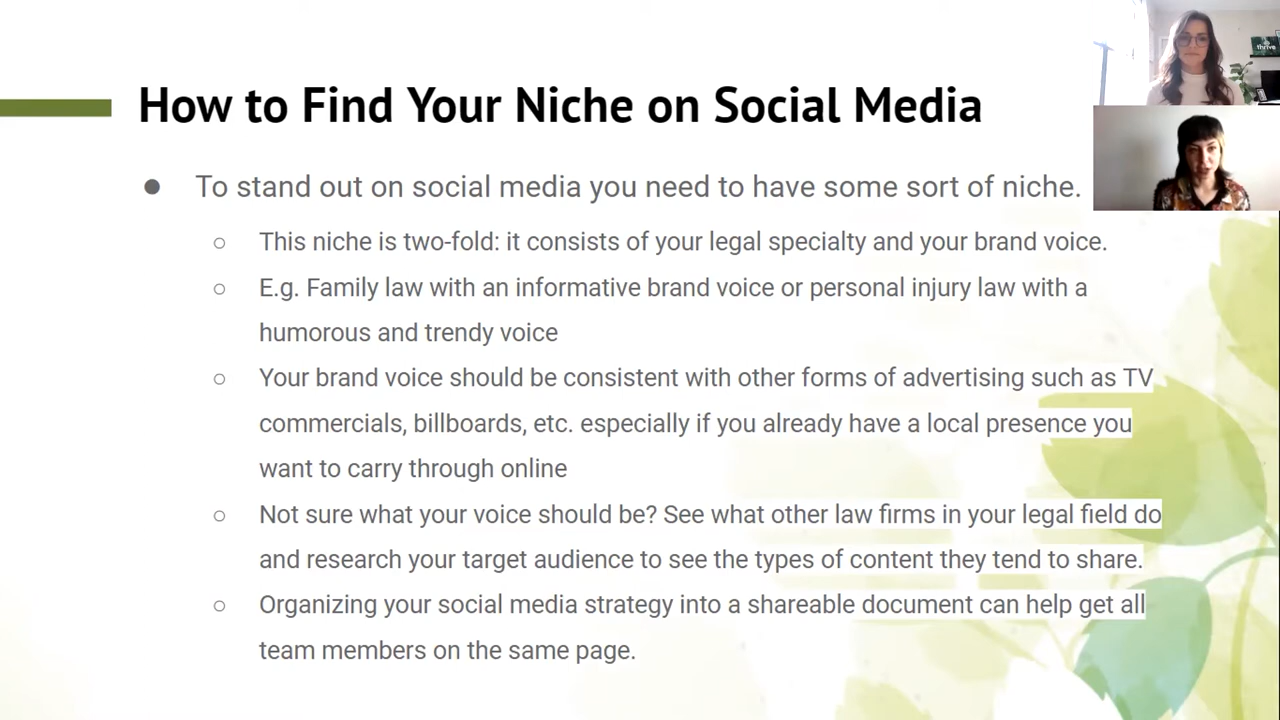 How to Find Your Niche on Social Media
● To stand out on social media you need to have some sort of niche.
○ This niche is two-fold: it consists of your legal specialty and your brand voice.
○ E.g. Family law with an informative brand voice or personal injury law with a
humorous and trendy voice
○ Your brand voice should be consistent with other forms of advertising such as TV
commercials, billboards, etc. especially if you already have a local presence you
want to carry through online
○ Not sure what your voice should be? See what other law firms in your legal field do
and research your target audience to see the types of content they tend to share.
○ Organizing your social media strategy into a shareable document can help get all
team members on the same page.
thrive